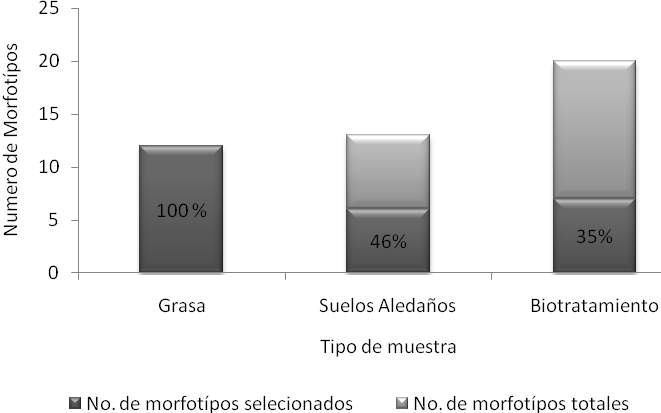 25
20
15
10
5
0
Numero de Morfotípos
100 %
46%
35%
Grasa
Suelos Aledaños
Biotratamiento
Tipo de muestra
No. de morfotípos selecionados
No. de morfotípos totales